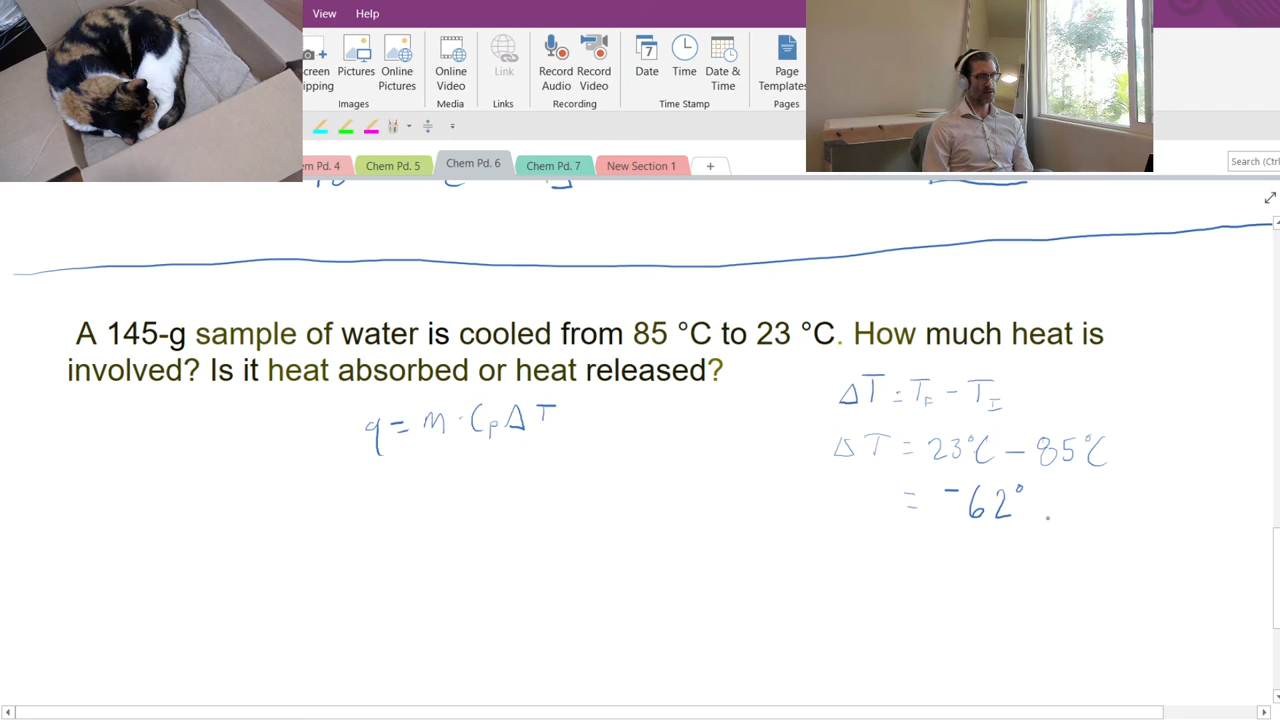 View Help
Screen Clipping Pictures Online Pictures Online Video Link Record Audio Record Video Date Time Date & Time Page Templates
Images Media Links Recording Time Stamp Pages
m Pd. 4 Chem Pd. 5 Chem Pd. 6 Chem Pd. 7 New Section 1 +
Search (Ctrl
A 145-g sample of water is cooled from 85 °C to 23 °C. How much heat is
involved? Is it heat absorbed or heat released?
q = m · Cp Δ T
ΔT = TF - TI
ΔT = 23°C - 85°C
= -62°